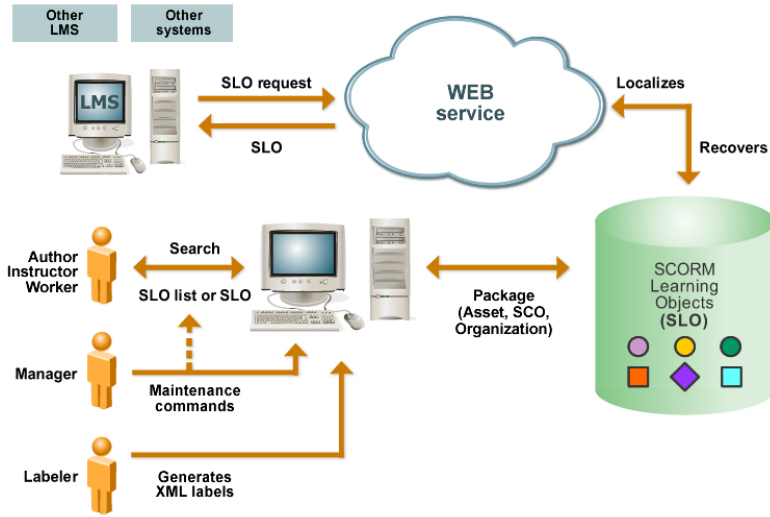 Other
LMS
Other
systems
LMS
SLO request
SLO
WEB
service
Localizes
Recovers
Author
Instructor
Worker
Search
SLO list or SLO
Package
(Asset, SCO,
Organization)
SCORM
Learning
Objects
(SLO)
Manager
Maintenance
commands
Labeler
Generates
XML labels